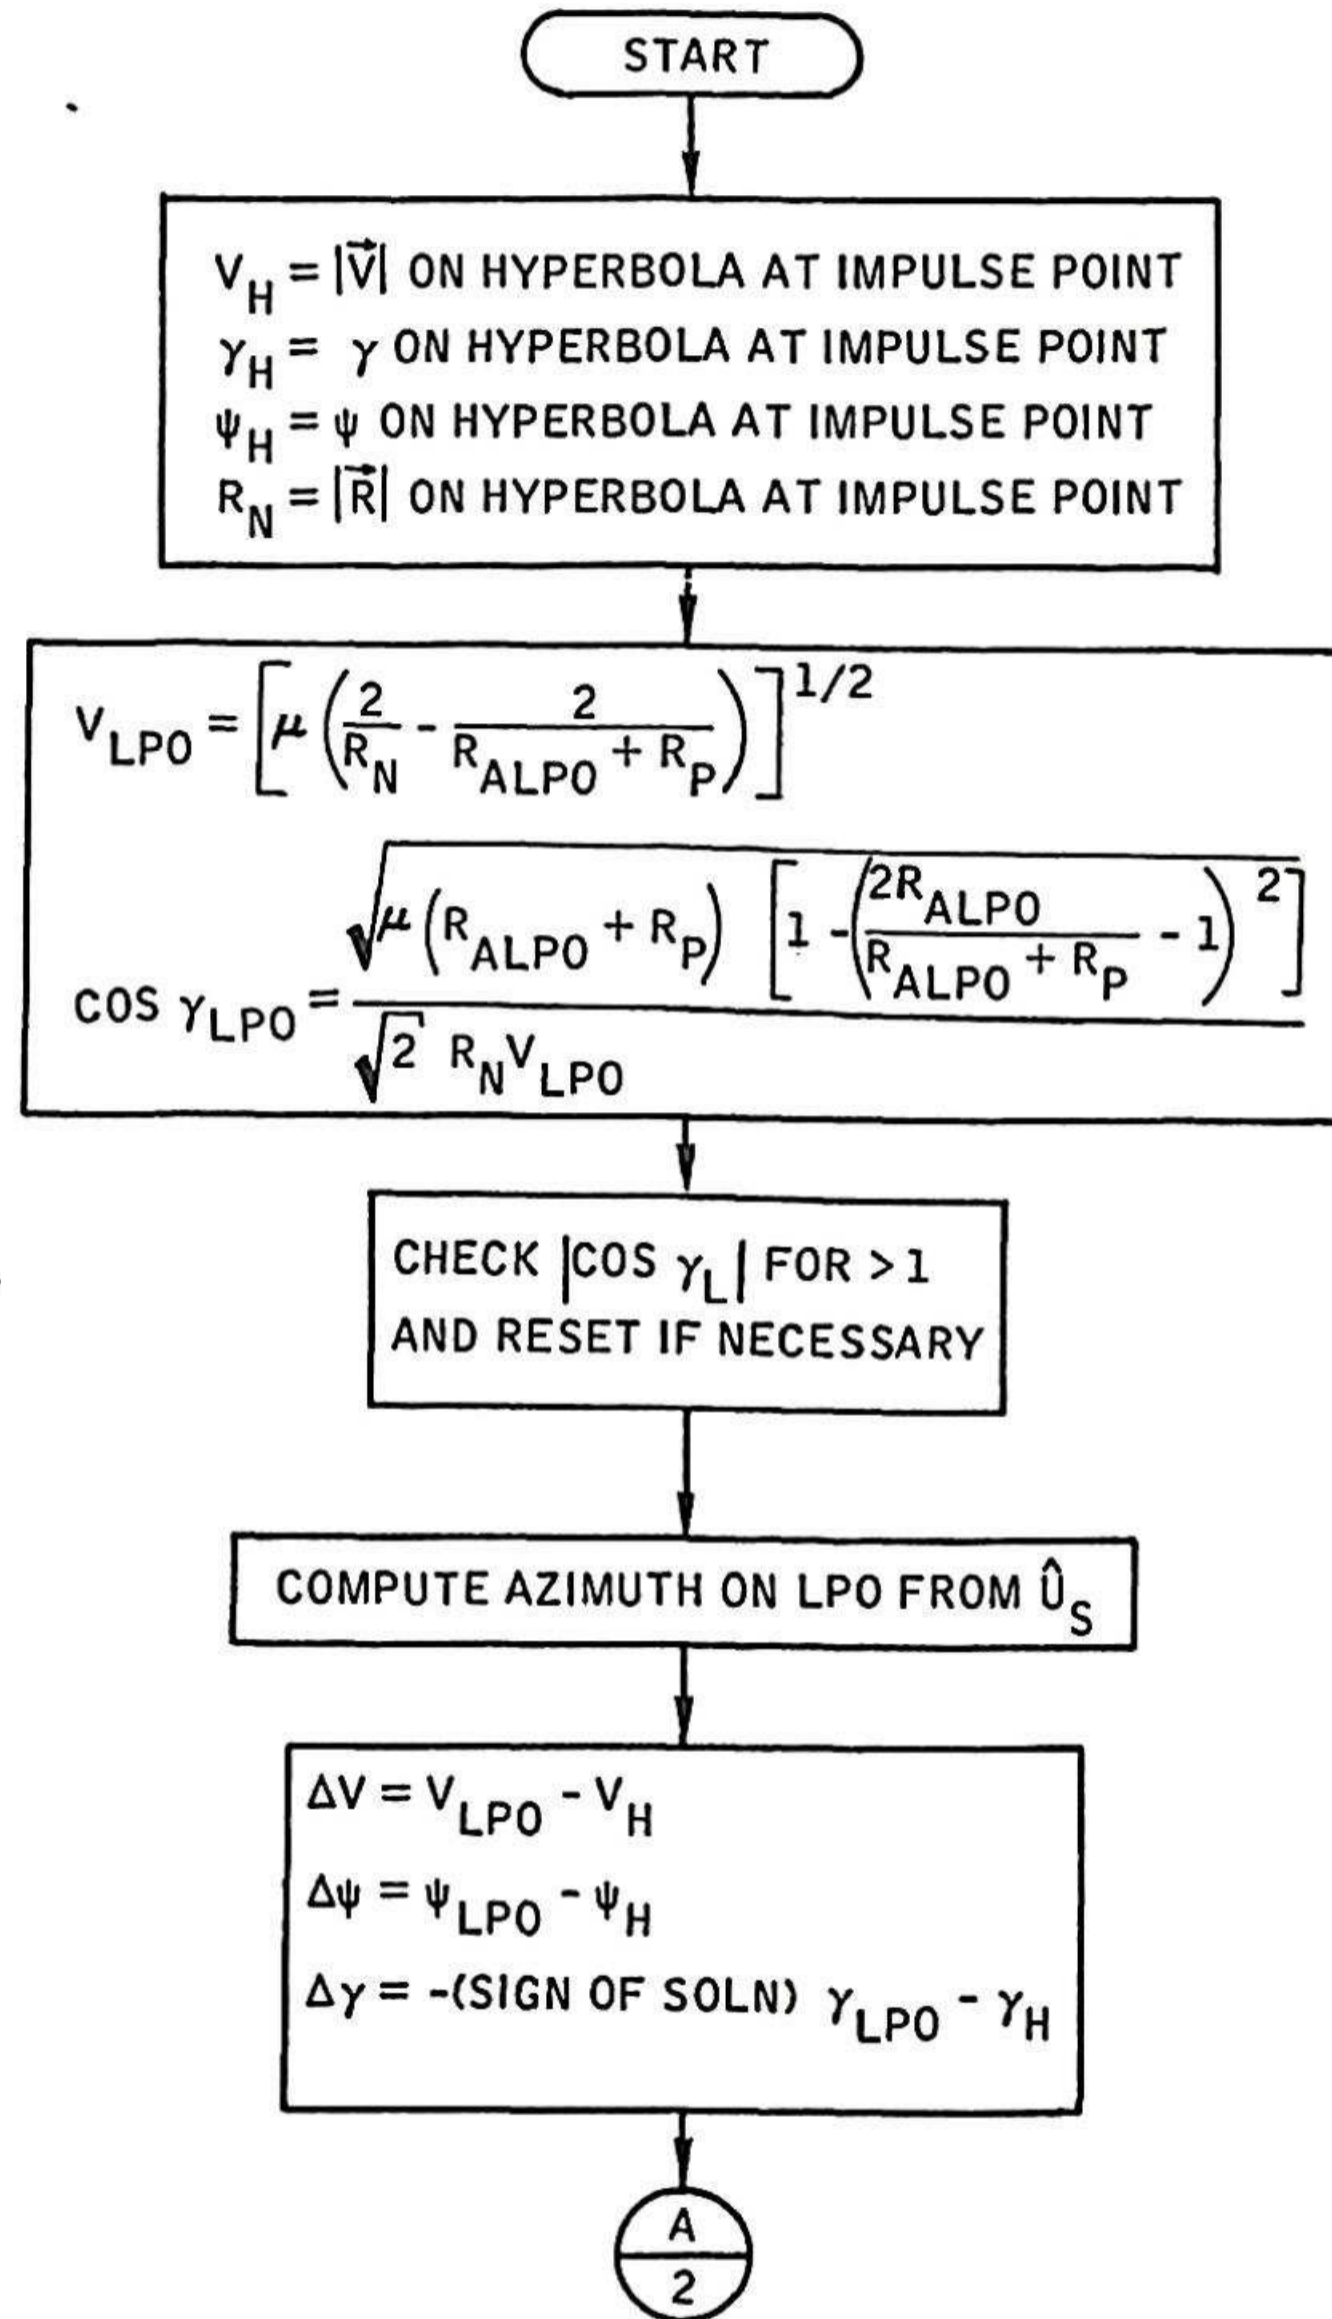 START
V_H = |V⃗| ON HYPERBOLA AT IMPULSE POINT
γ_H = γ ON HYPERBOLA AT IMPULSE POINT
ψ_H = ψ ON HYPERBOLA AT IMPULSE POINT
R_N = |R⃗| ON HYPERBOLA AT IMPULSE POINT
V_LPO = [μ (2/R_N - 2/(R_ALPO + R_P))]^1/2
COS γ_LPO = √(μ (R_ALPO + R_P) [1 - (2R_ALPO/(R_ALPO + R_P) - 1)^2]) / (√2 R_N V_LPO)
CHECK |COS γ_L| FOR > 1
AND RESET IF NECESSARY
COMPUTE AZIMUTH ON LPO FROM Û_S
ΔV = V_LPO - V_H
Δψ = ψ_LPO - ψ_H
Δγ = -(SIGN OF SOLN) γ_LPO - γ_H
A
2